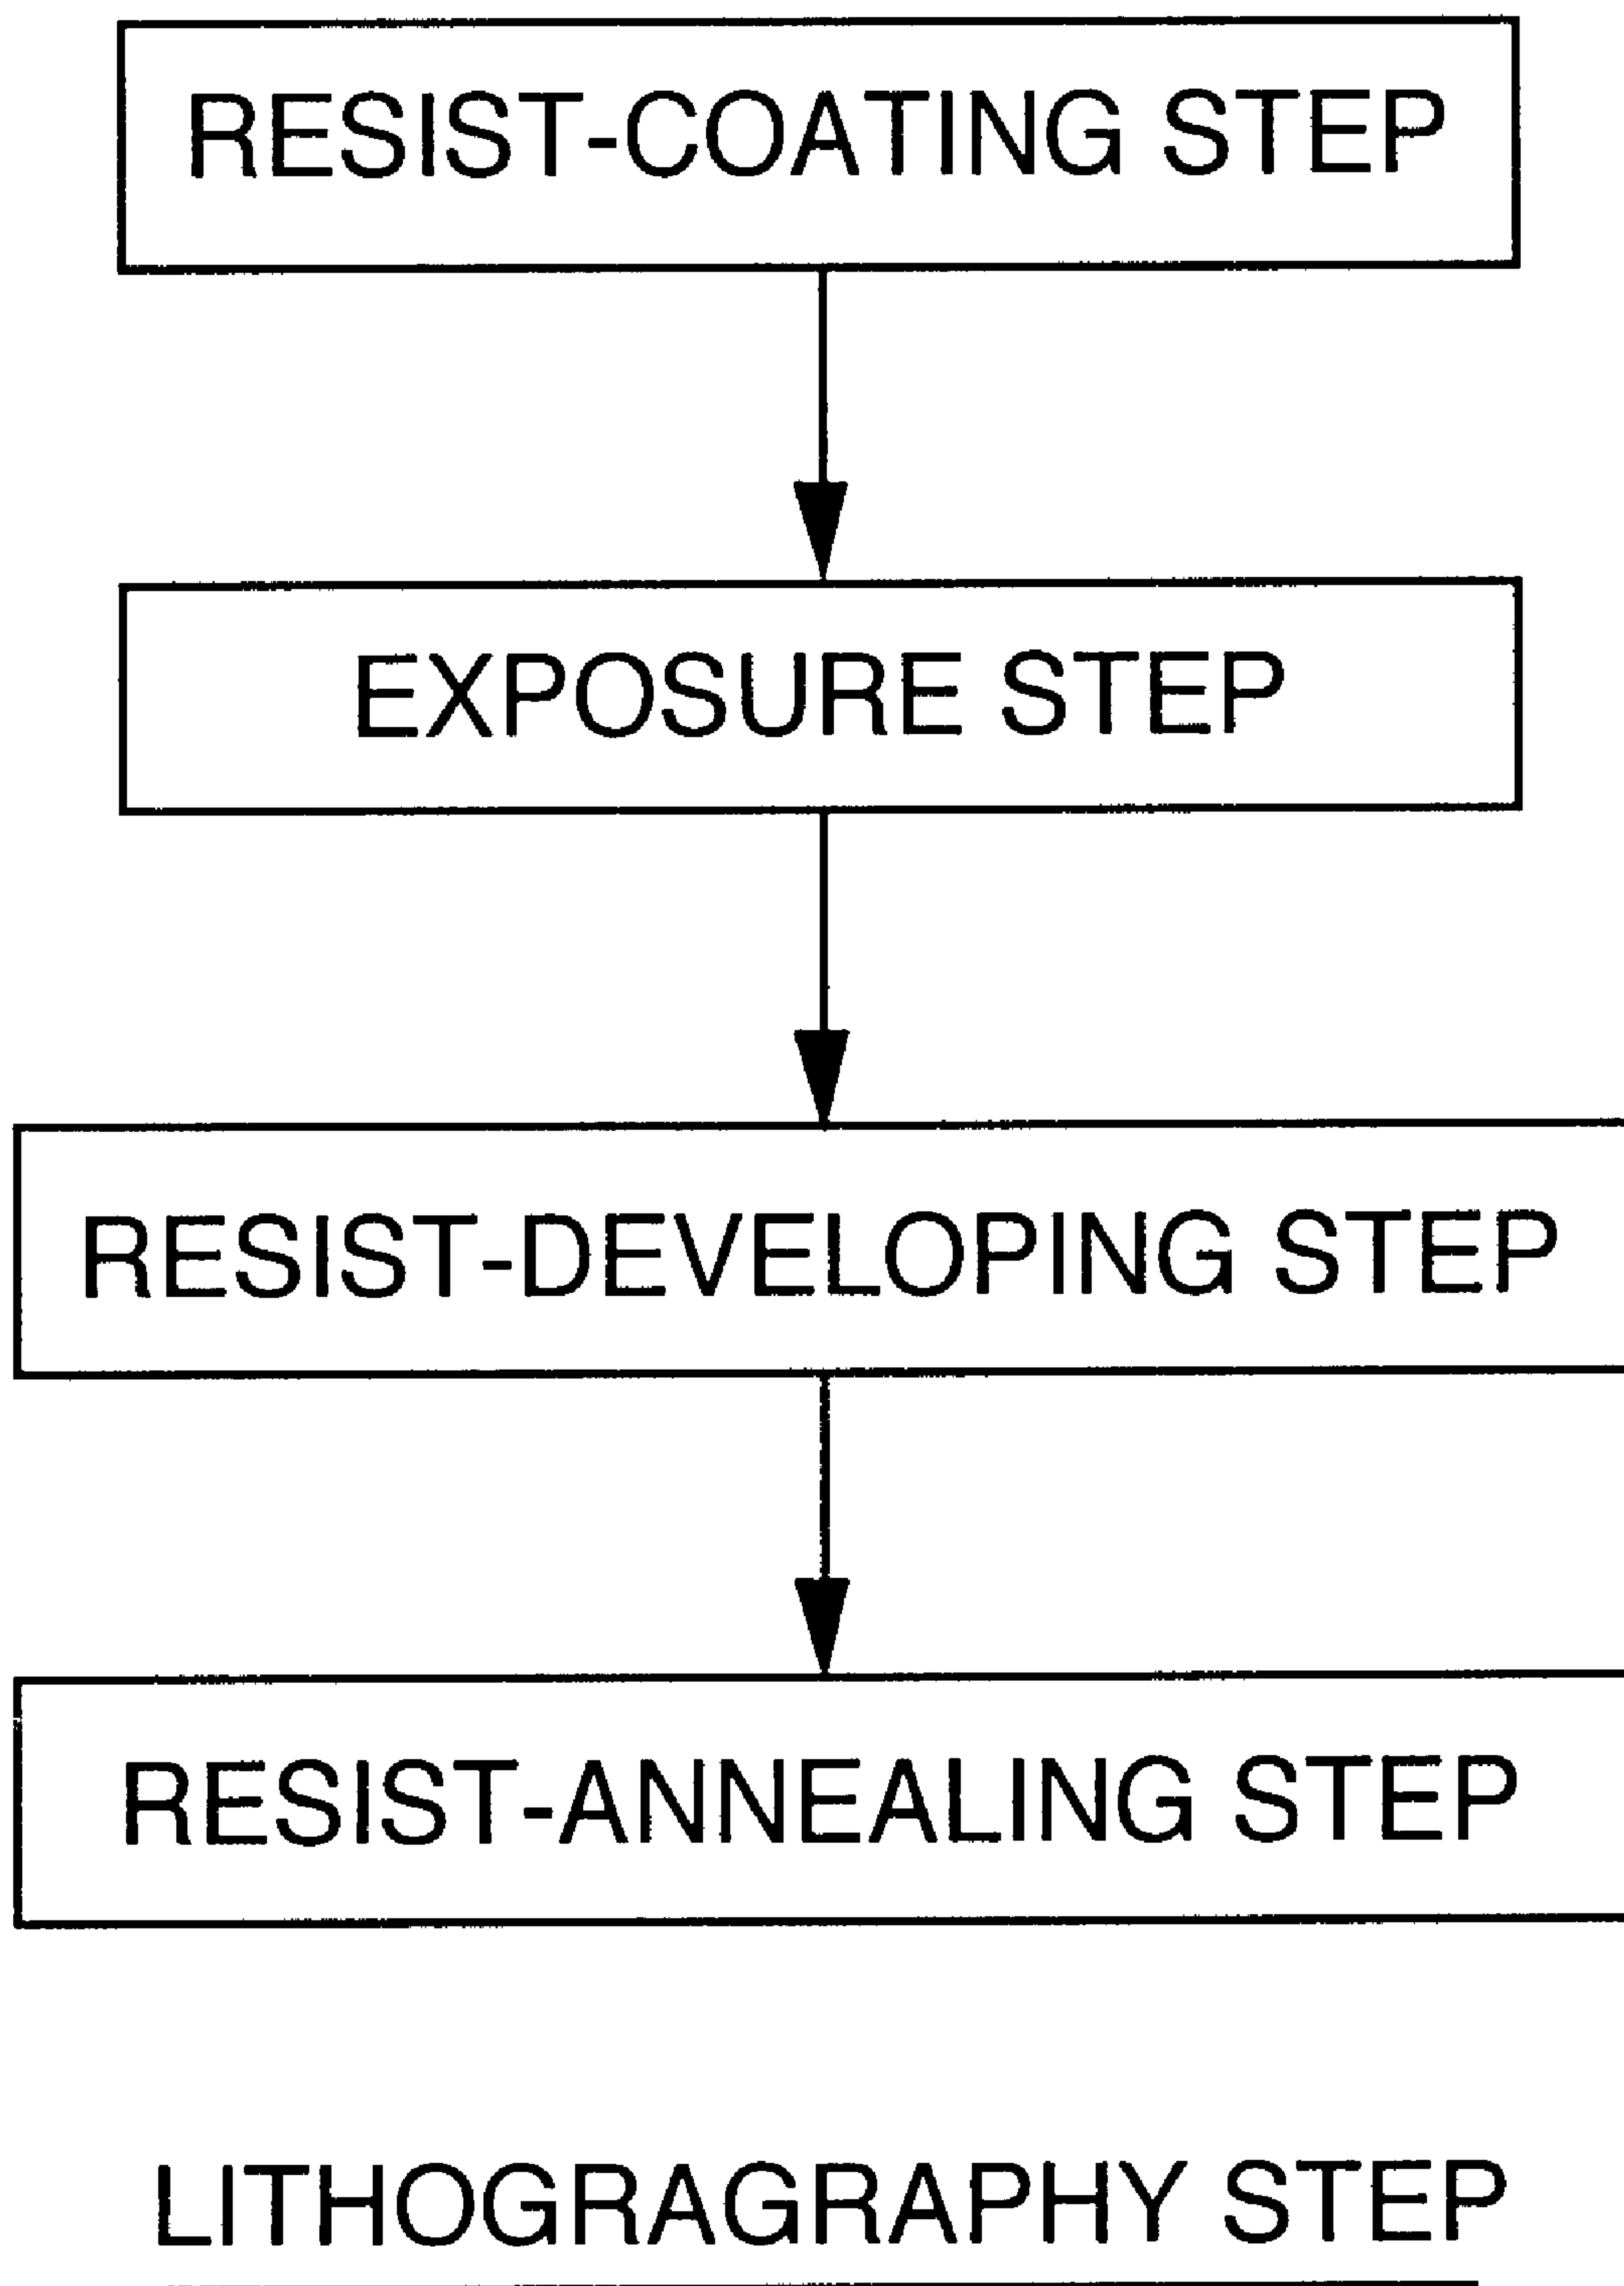 RESIST-COATING STEP
EXPOSURE STEP
RESIST-DEVELOPING STEP
RESIST-ANNEALING STEP
LITHOGRAGRAPHY STEP